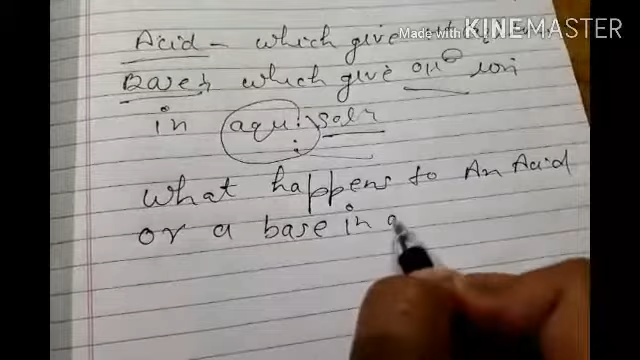 Acid - which give
Made with KINEMASTER
Bases which give OH⊖ ion
in aqu. soln
What happens to An Acid
or a base in a